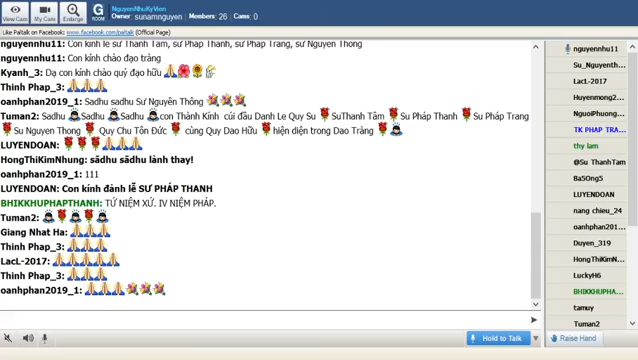 NguyenNhuKyVien
Owner: sunamnguyen | Members: 26 | Cams: 0
View Cam My Cam Enlarge G ROOM
Like Paltalk on Facebook: www.facebook.com/paltalk (Official Page)
nguyennhu11: Con kính lễ sư Thanh Tâm, sư Pháp Thanh, sư Pháp Trang, sư Nguyên Thông
nguyennhu11: Con kính chào đạo tràng
Kyanh_3: Dạ con kính chào quý đạo hữu
Thinh Phap_3:
oanhphan2019_1: Sadhu sadhu Sư Nguyên Thông
Tuman2: Sadhu Sadhu Sadhu con Thành Kính cúi đầu Danh Le Quy Su SuThanh Tâm Su Pháp Thanh Su Pháp Trang
Su Nguyen Thong Quy Chu Tôn Đức cùng Quy Dao Hữu hiện diện trong Dao Tràng
LUYENDOAN:
HongThiKimNhung: sādhu sādhu lành thay!
oanhphan2019_1: 111
LUYENDOAN: Con kính đảnh lễ SƯ PHÁP THANH
BHIKKHUPHAPTHANH: TỨ NIỆM XỨ. IV NIỆM PHÁP.
Tuman2:
Giang Nhat Ha:
Thinh Phap_3:
LacL-2017:
Thinh Phap_3:
oanhphan2019_1:
nguyennhu11
Su_Nguyenth...
LacL-2017
Huyenmong2...
NguoiPhuong...
TK PHAP TRA...
thy lam
@Su ThanhTam
Ba5Ong5
LUYENDOAN
nang chieu_24
oanhphan201...
Duyen_319
HongThiKimN...
LuckyH6
BHIKKHUPHA...
tamuy
Tuman2
Hold to Talk
Raise Hand